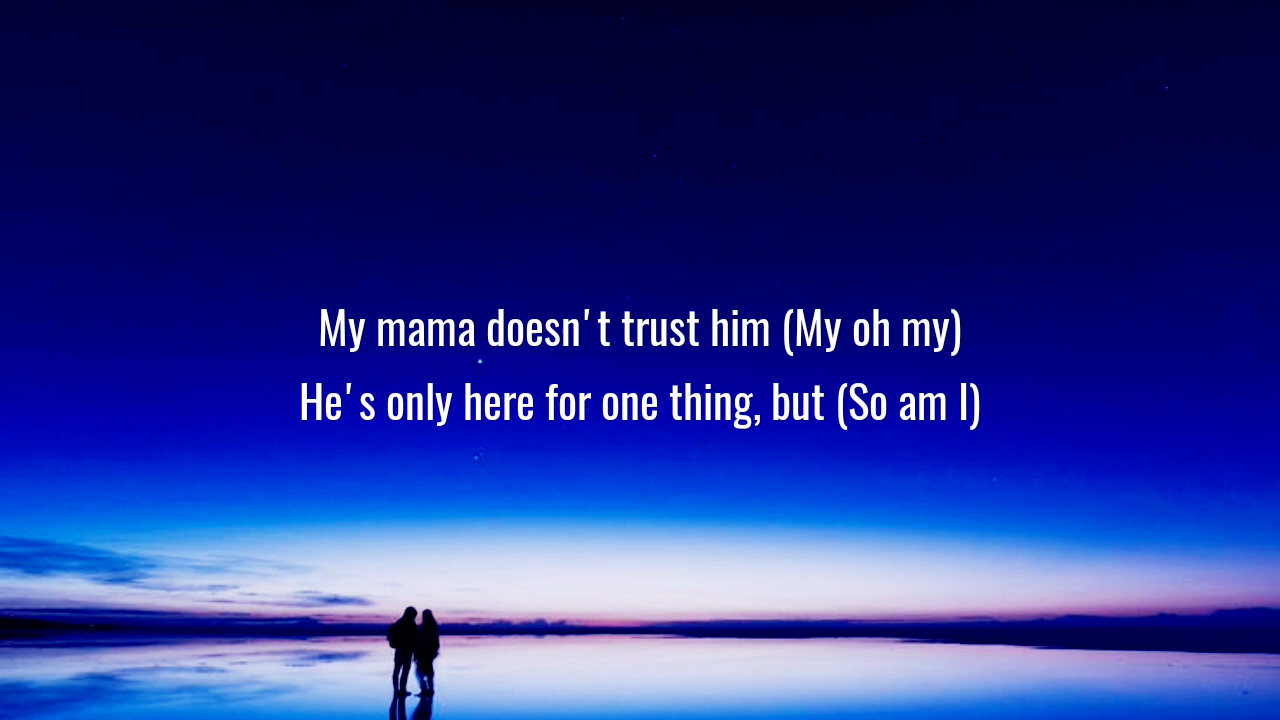 My mama doesn't trust him (My oh my)
He's only here for one thing, but (So am I)